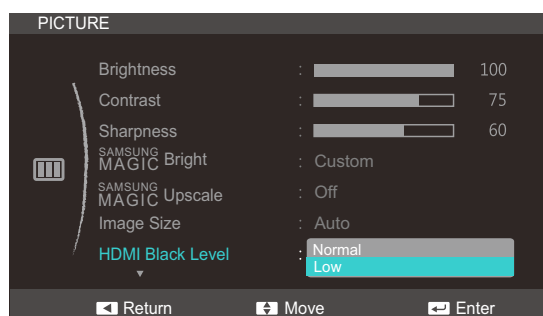 PICTURE
Brightness : 100
Contrast : 75
Sharpness : 60
SAMSUNG MAGIC Bright : Custom
SAMSUNG MAGIC Upscale : Off
Image Size : Auto
HDMI Black Level : Normal
Low
Return Move Enter